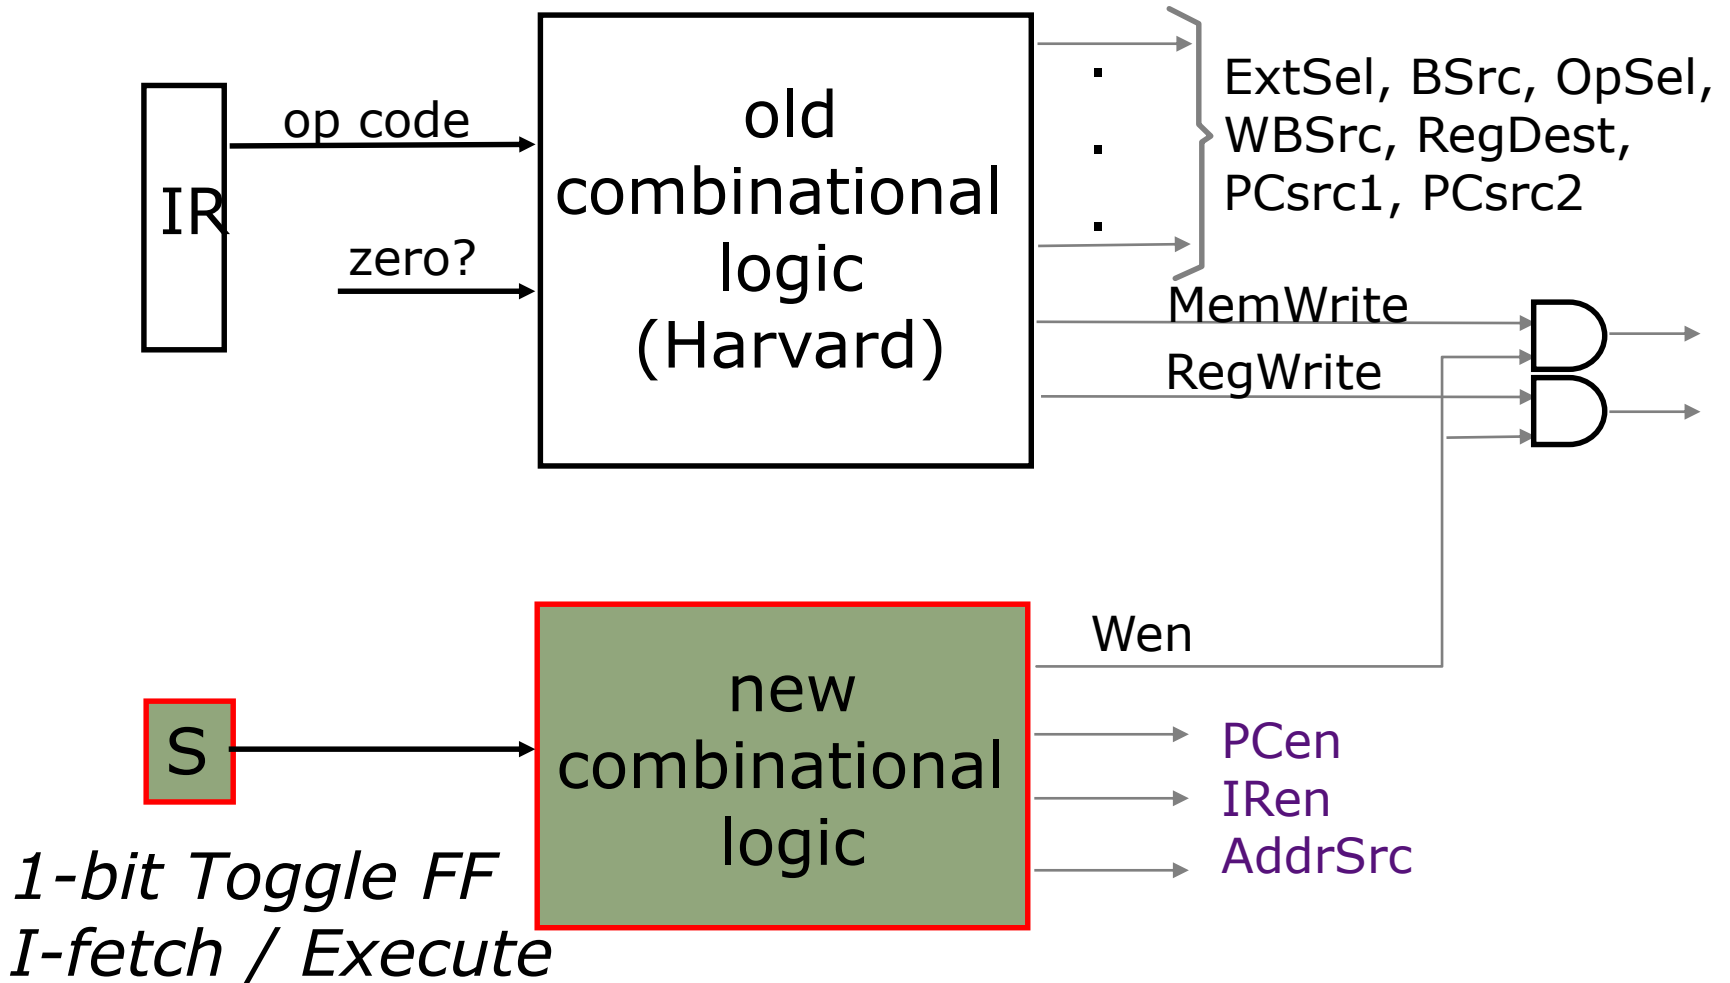 IR
op code
zero?
old
combinational
logic
(Harvard)
ExtSel, BSrc, OpSel,
WBSrc, RegDest,
PCsrc1, PCsrc2
MemWrite
RegWrite
S
new
combinational
logic
Wen
PCen
IRen
AddrSrc
1-bit Toggle FF
I-fetch / Execute